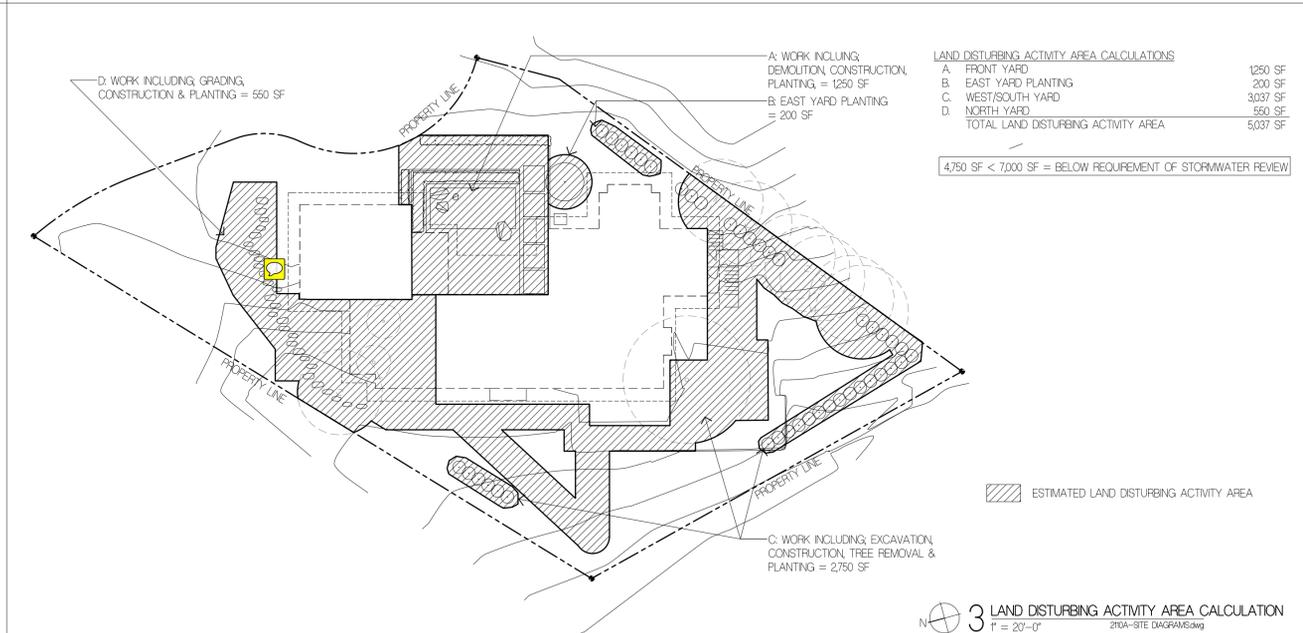 D: WORK INCLUDING; GRADING,
CONSTRUCTION & PLANTING = 550 SF
A: WORK INCLUING;
DEMOLITION, CONSTRUCTION,
PLANTING, = 1,250 SF
B: EAST YARD PLANTING
= 200 SF
LAND DISTURBING ACTIVITY AREA CALCULATIONS
A. FRONT YARD 1,250 SF
B. EAST YARD PLANTING 200 SF
C. WEST/SOUTH YARD 3,037 SF
D. NORTH YARD 550 SF
TOTAL LAND DISTURBING ACTIVITY AREA 5,037 SF
4,750 SF < 7,000 SF = BELOW REQUIREMENT OF STORMWATER REVIEW
PROPERTY LINE
PROPERTY LINE
PROPERTY LINE
PROPERTY LINE
ESTIMATED LAND DISTURBING ACTIVITY AREA
C: WORK INCLUDING; EXCAVATION,
CONSTRUCTION, TREE REMOVAL &
PLANTING = 2,750 SF
N
3 LAND DISTURBING ACTIVITY AREA CALCULATION
1" = 20'-0" 2110A-SITE DIAGRAMS.dwg